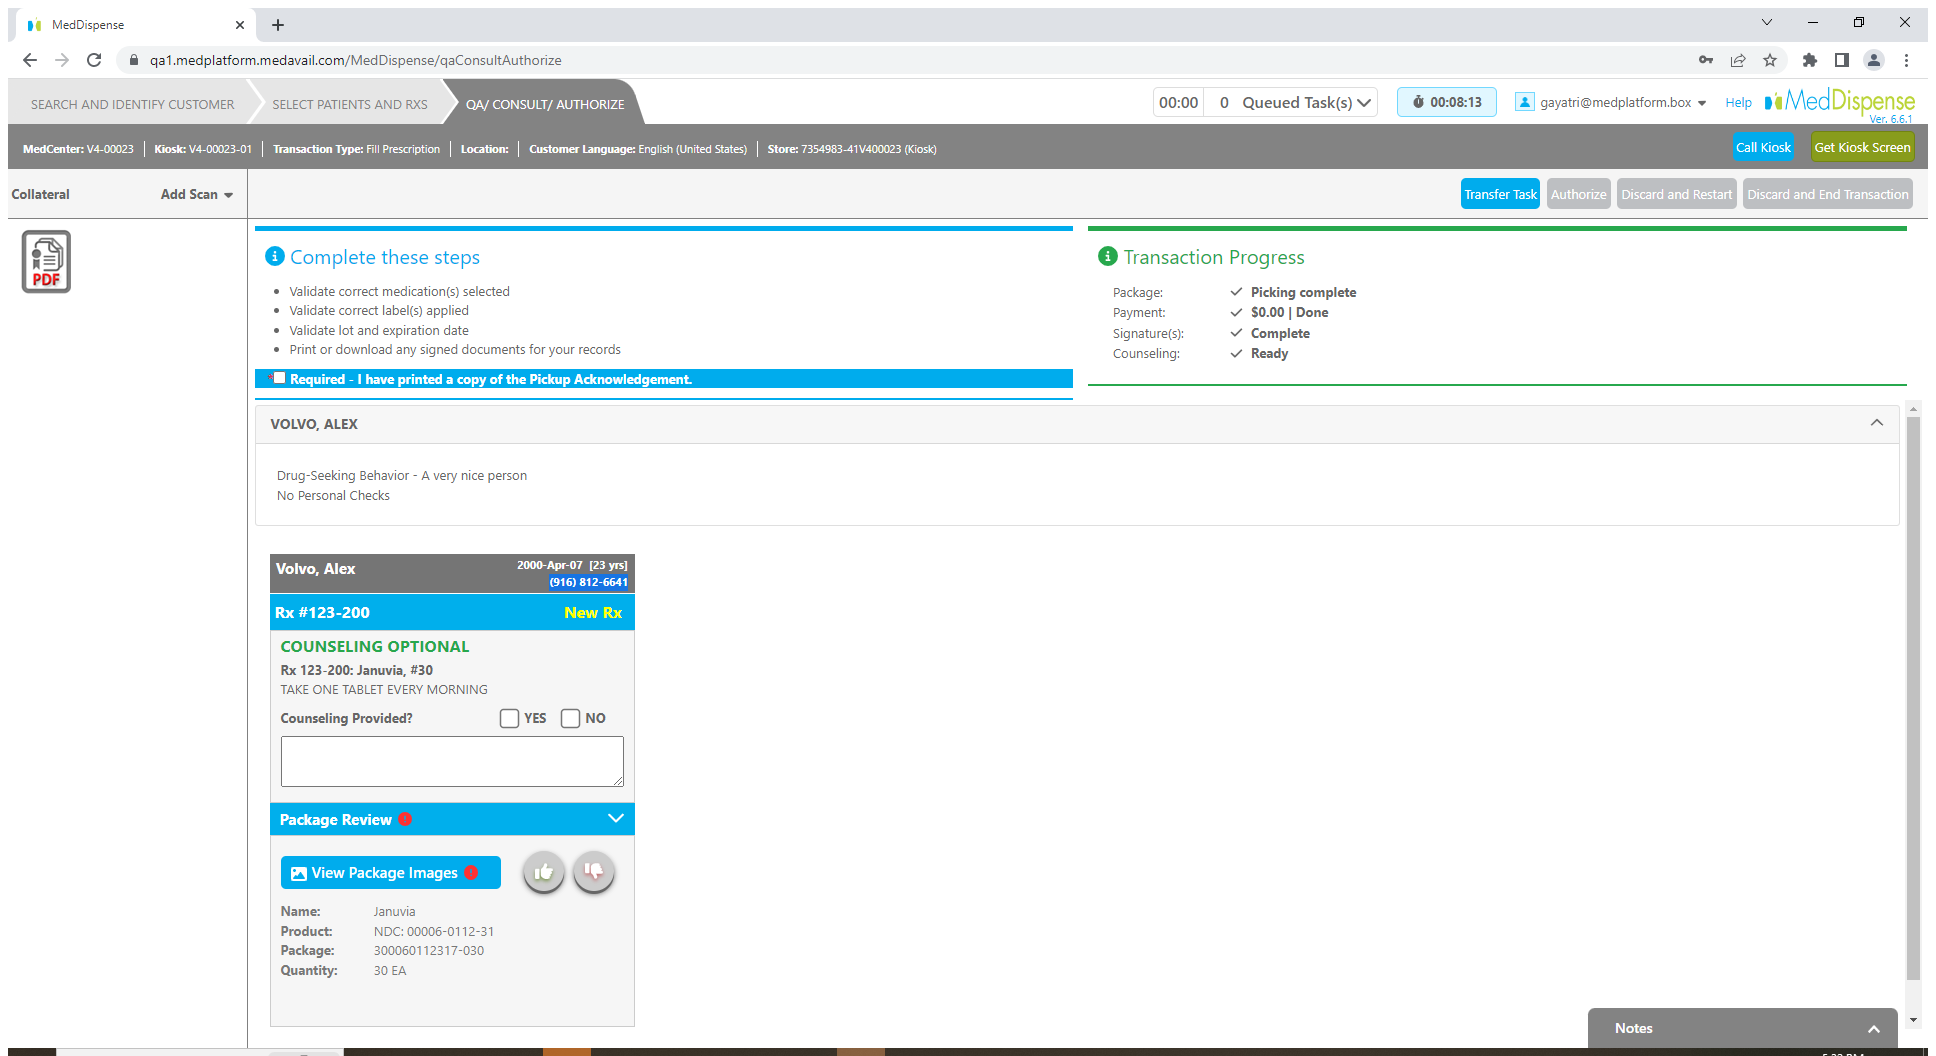 MedDispense
qa1.medplatform.medavail.com/MedDispense/qaConsultAuthorize
SEARCH AND IDENTIFY CUSTOMER
SELECT PATIENTS AND RXS
QA/ CONSULT/ AUTHORIZE
00:00 0 Queued Task(s)
00:08:13
gayatri@medplatform.box
Help
MedDispense
Ver. 6.6.1
MedCenter: V4-00023 Kiosk: V4-00023-01 Transaction Type: Fill Prescription Location: Customer Language: English (United States) Store: 7354983-41V400023 (Kiosk)
Call Kiosk
Get Kiosk Screen
Collateral
Add Scan
Transfer Task
Authorize
Discard and Restart
Discard and End Transaction
PDF
Complete these steps
Validate correct medication(s) selected
Validate correct label(s) applied
Validate lot and expiration date
Print or download any signed documents for your records
* Required - I have printed a copy of the Pickup Acknowledgement.
Transaction Progress
Package: Picking complete
Payment: $0.00 | Done
Signature(s): Complete
Counseling: Ready
VOLVO, ALEX
Drug-Seeking Behavior - A very nice person
No Personal Checks
Volvo, Alex
2000-Apr-07 [23 yrs]
(916) 812-6641
Rx #123-200
New Rx
COUNSELING OPTIONAL
Rx 123-200: Januvia, #30
TAKE ONE TABLET EVERY MORNING
Counseling Provided? YES NO
Package Review
View Package Images
Name: Januvia
Product: NDC: 00006-0112-31
Package: 300060112317-030
Quantity: 30 EA
Notes